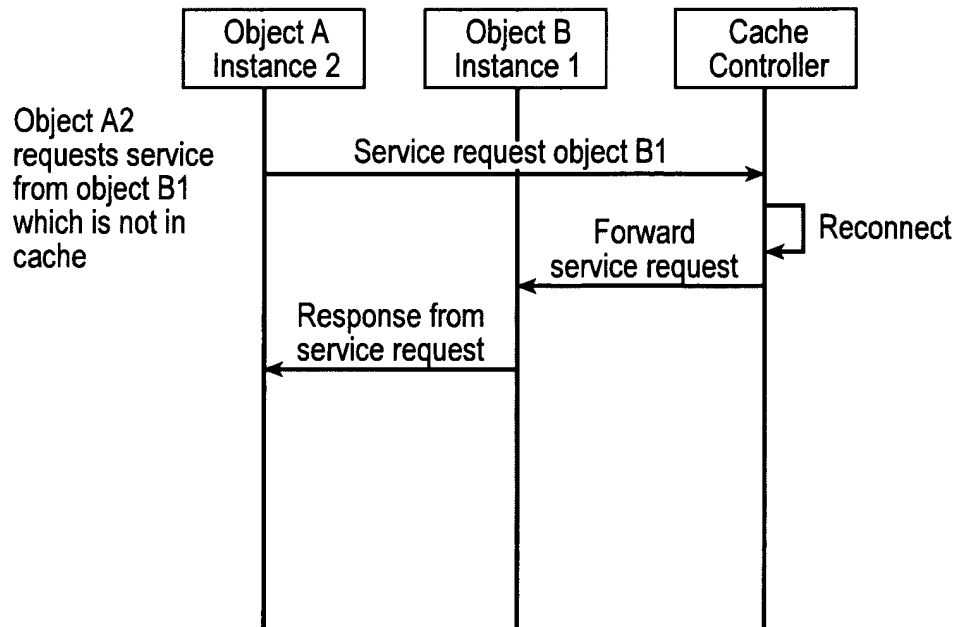 Object A
Instance 2
Object B
Instance 1
Cache
Controller
Object A2
requests service
from object B1
which is not in
cache
Service request object B1
Reconnect
Forward
service request
Response from
service request